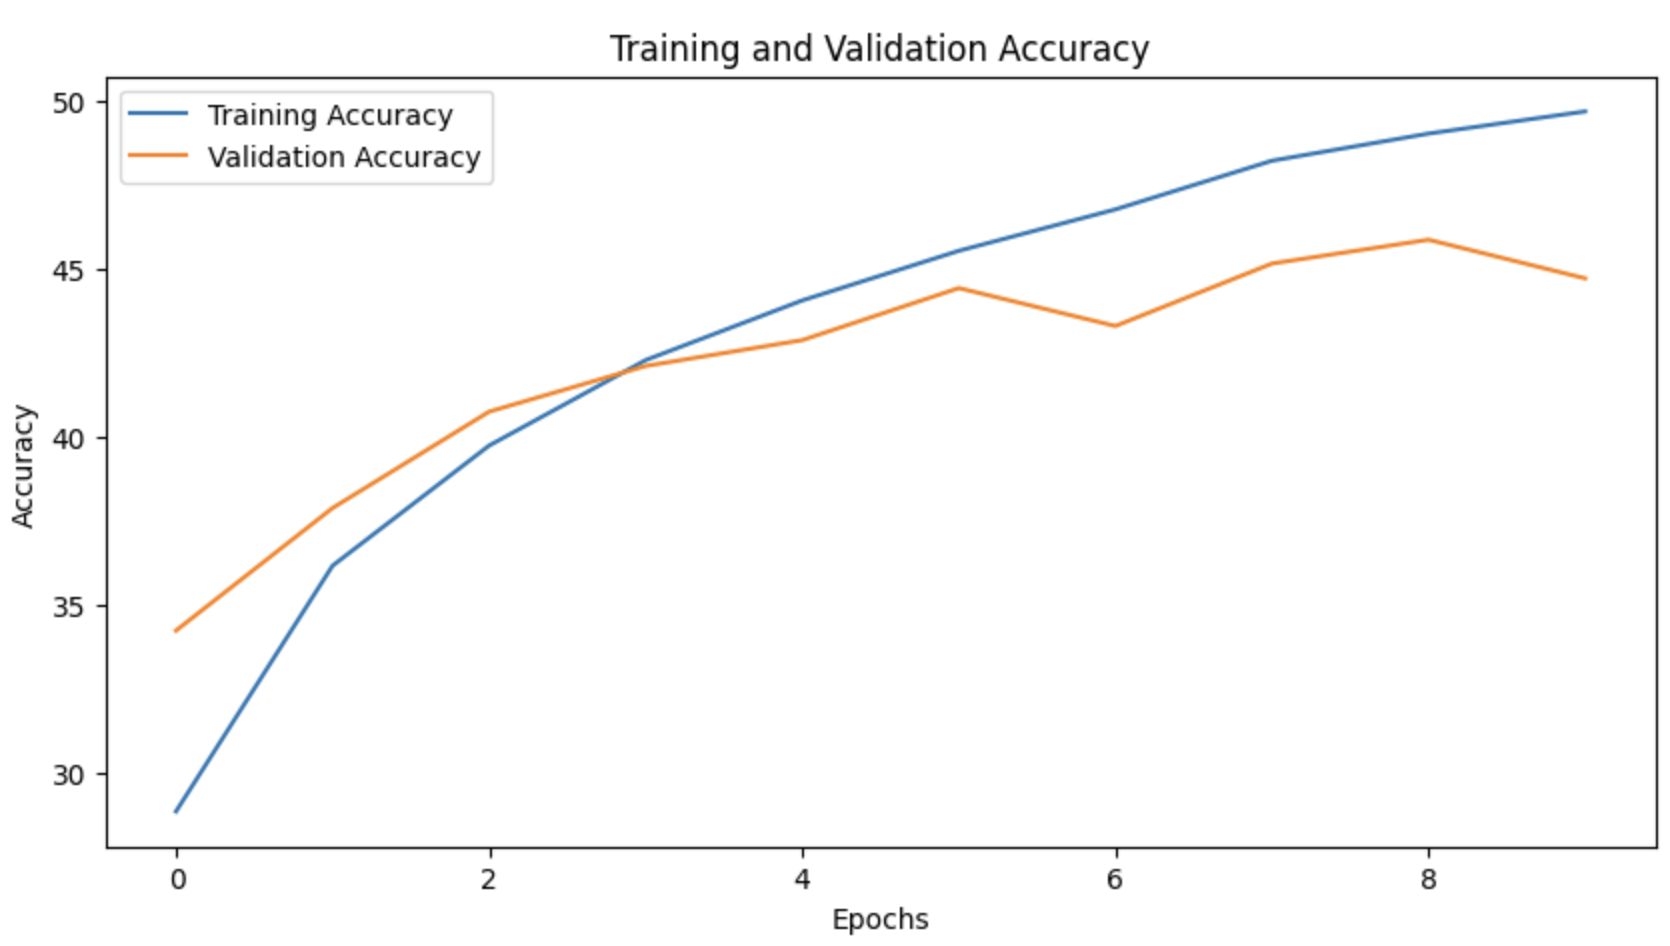 Training and Validation Accuracy
Training Accuracy
Validation Accuracy
50
45
40
35
30
Accuracy
0 2 4 6 8
Epochs